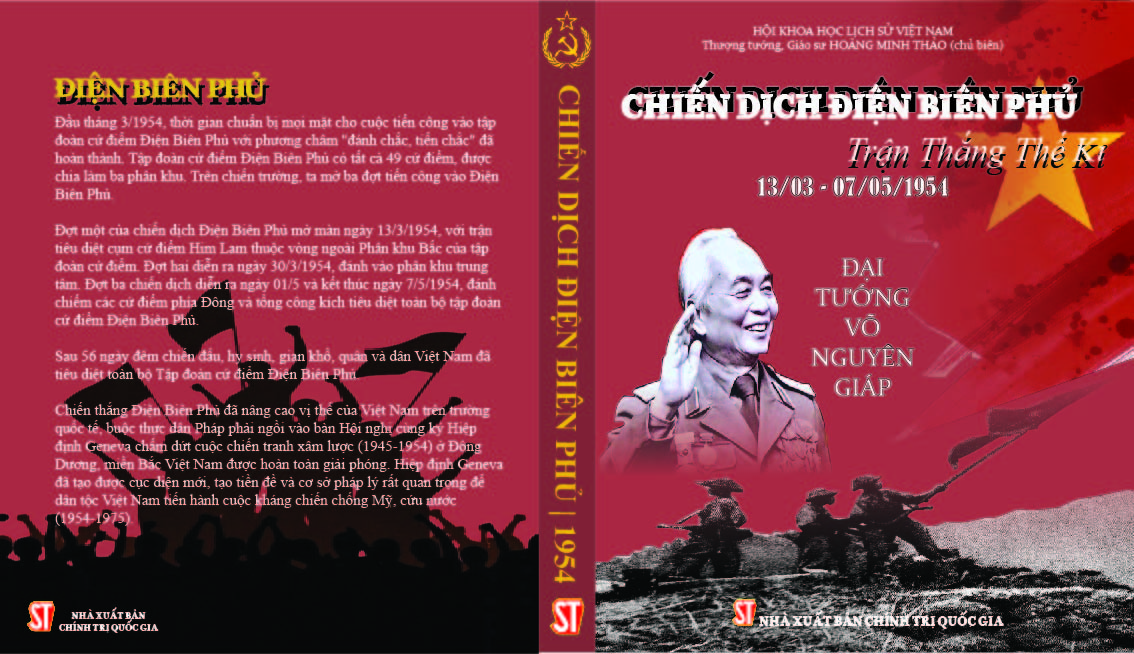 ĐIỆN BIÊN PHỦ
Đầu tháng 3/1954, thời gian chuẩn bị mọi mặt cho cuộc tiến công vào tập
đoàn cứ điểm Điện Biên Phủ với phương châm "đánh chắc, tiến chắc" đã
hoàn thành. Tập đoàn cứ điểm Điện Biên Phủ có tất cả 49 cứ điểm, được
chia làm ba phân khu. Trên chiến trường, ta mở ba đợt tiến công vào Điện
Biên Phủ.
Đợt một của chiến dịch Điện Biên Phủ mở màn ngày 13/3/1954, với trận
tiêu diệt cụm cứ điểm Him Lam thuộc vòng ngoài Phân khu Bắc của tập
đoàn cứ điểm. Đợt hai diễn ra ngày 30/3/1954, đánh vào phân khu trung
tâm. Đợt ba chiến dịch diễn ra ngày 01/5 và kết thúc ngày 7/5/1954, đánh
chiếm các cứ điểm phía Đông và tổng công kích tiêu diệt toàn bộ tập đoàn
cứ điểm Điện Biên Phủ.
Sau 56 ngày đêm chiến đấu, hy sinh, gian khổ, quân và dân Việt Nam đã
tiêu diệt toàn bộ Tập đoàn cứ điểm Điện Biên Phủ.
Chiến thắng Điện Biên Phủ đã nâng cao vị thế của Việt Nam trên trường
quốc tế, buộc thực dân Pháp phải ngồi vào bàn Hội nghị cùng ký Hiệp
định Geneva chấm dứt cuộc chiến tranh xâm lược (1945-1954) ở Đông
Dương, miền Bắc Việt Nam được hoàn toàn giải phóng. Hiệp định Geneva
đã tạo được cục diện mới, tạo tiền đề và cơ sở pháp lý rất quan trọng để
dân tộc Việt Nam tiến hành cuộc kháng chiến chống Mỹ, cứu nước
(1954-1975)
ST
NHÀ XUẤT BẢN
CHÍNH TRỊ QUỐC GIA
CHIẾN DỊCH ĐIỆN BIÊN PHỦ | 1954
ST
HỘI KHOA HỌC LỊCH SỬ VIỆT NAM
Thượng tướng, Giáo sư HOÀNG MINH THẢO (chủ biên)
CHIẾN DỊCH ĐIỆN BIÊN PHỦ
Trận Thắng Thế Kỉ
13/03 - 07/05/1954
ĐẠI
TƯỚNG
VÕ
NGUYÊN
GIÁP
ST
NHÀ XUẤT BẢN CHÍNH TRỊ QUỐC GIA